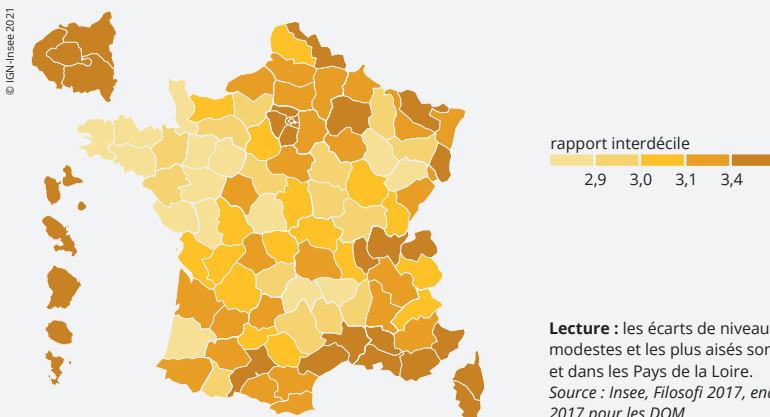 © IGN-Insee 2021
rapport interdécile
2,9 3,0 3,1 3,4
Lecture : les écarts de niveau
modestes et les plus aisés son
et dans les Pays de la Loire.
Source : Insee, Filosofi 2017, enq
2017 pour les DOM